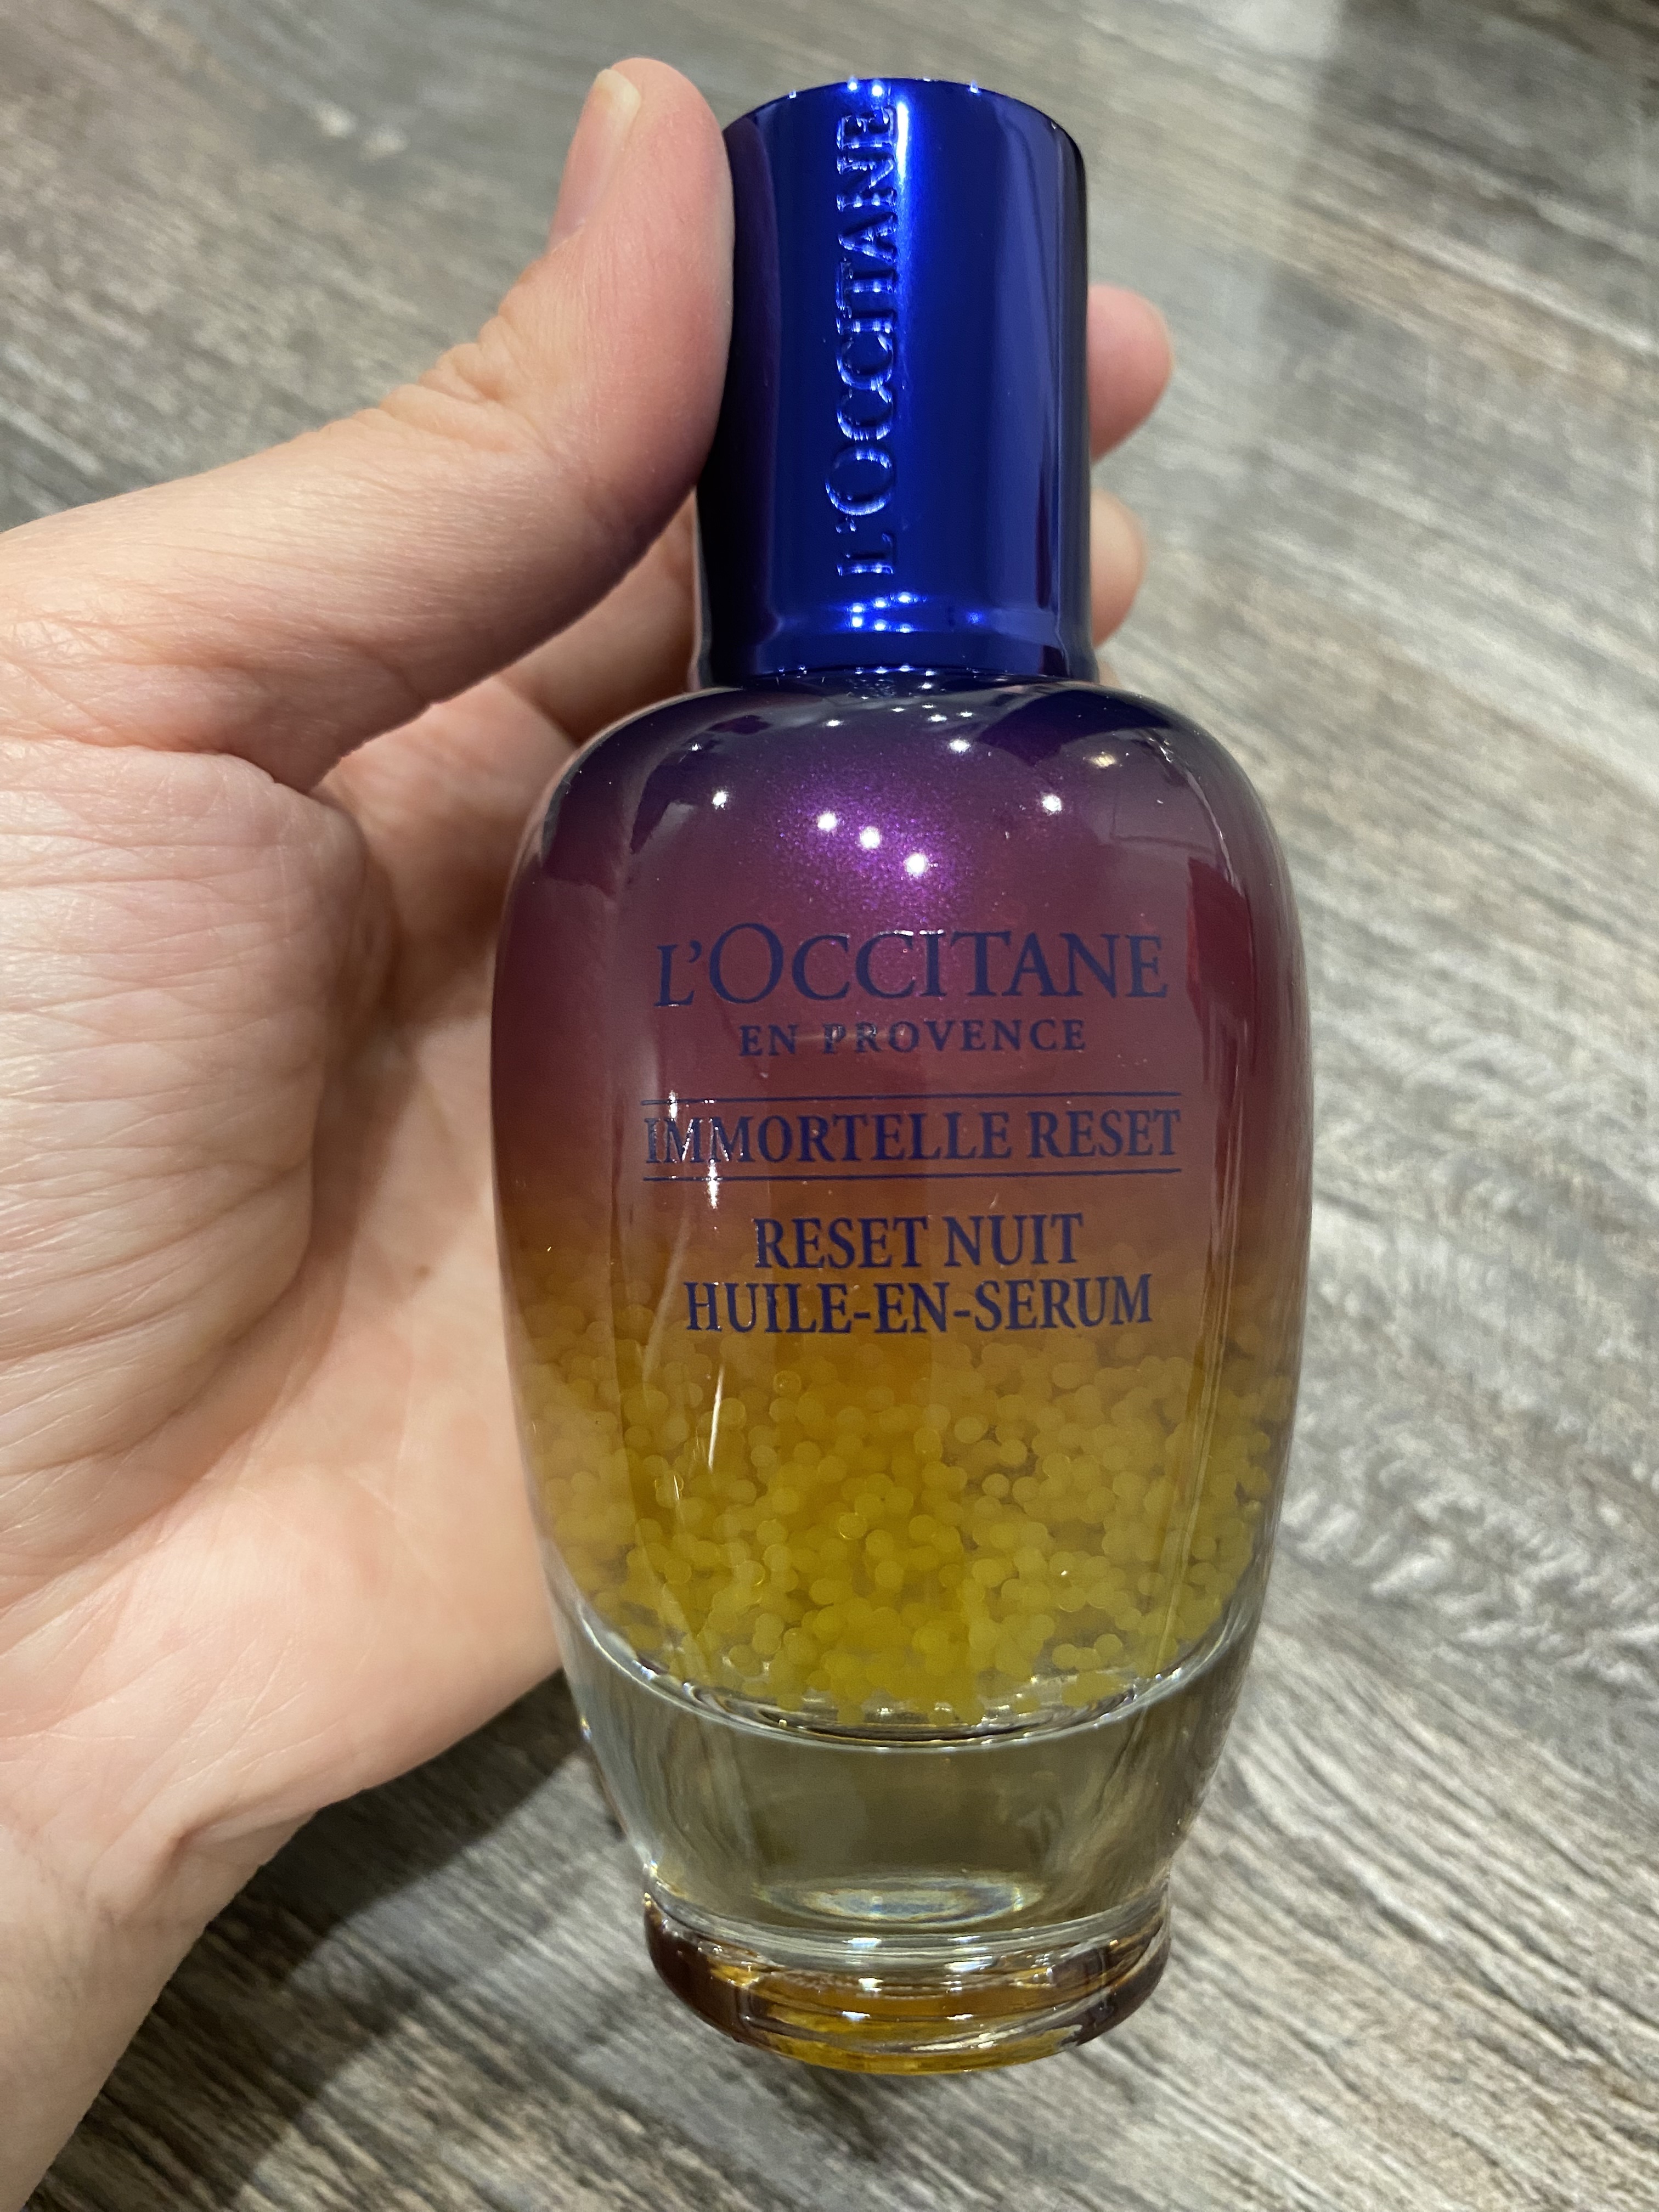 L'OCCITANE
L'OCCITANE
EN PROVENCE
IMMORTELLE RESET
RESET NUIT
HUILE-EN-SERUM